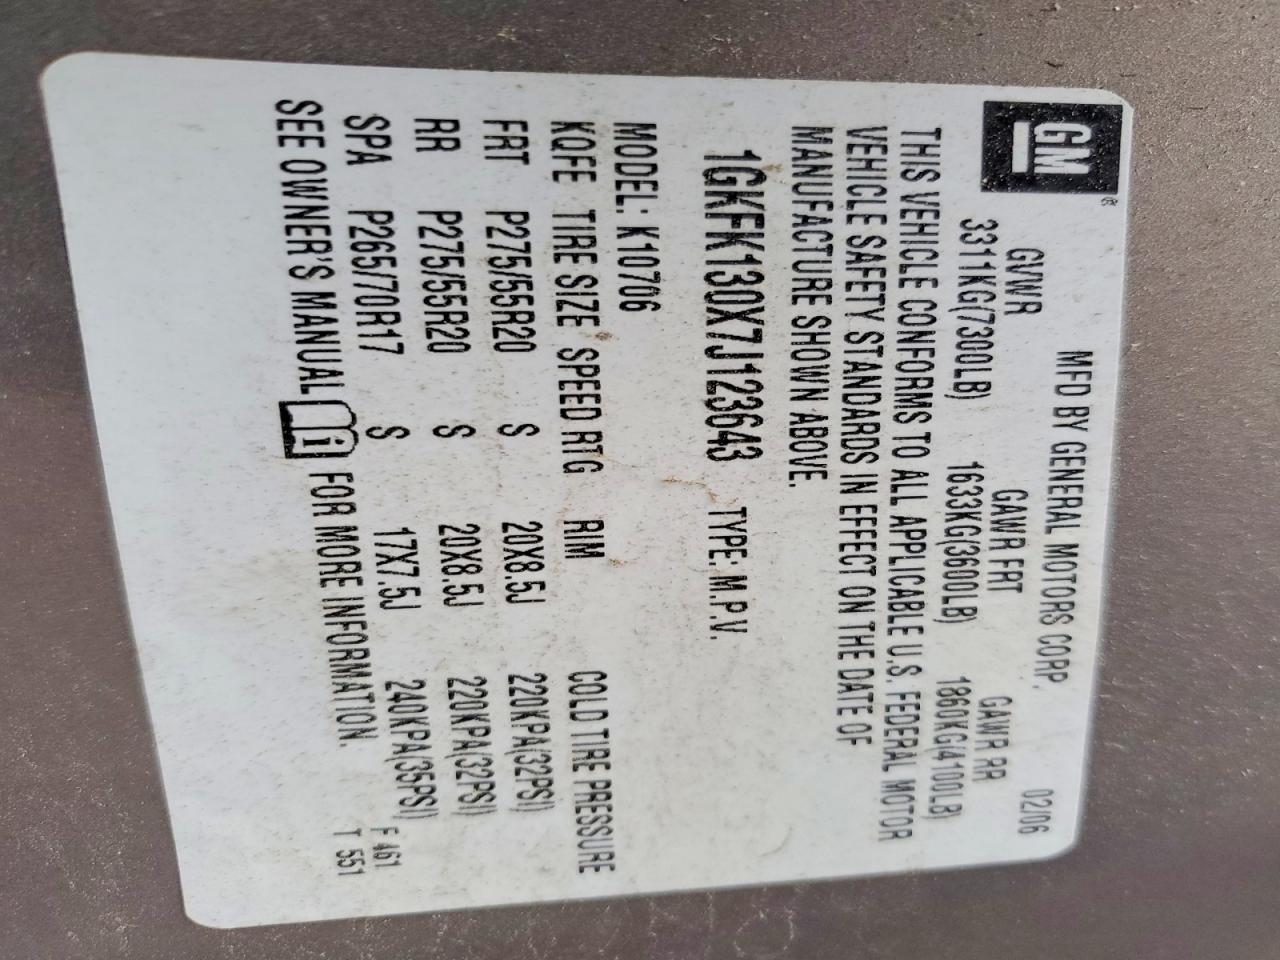 GM®
MFD BY GENERAL MOTORS CORP. 02/06
GVWR GAWR FRT GAWR RR
3311KG(7300LB) 1633KG(3600LB) 1860KG(4100LB)
THIS VEHICLE CONFORMS TO ALL APPLICABLE U.S. FEDERAL MOTOR
VEHICLE SAFETY STANDARDS IN EFFECT ON THE DATE OF
MANUFACTURE SHOWN ABOVE.
1GKFK130X7J123643 TYPE: M.P.V.
MODEL: K10706
KQFE TIRE SIZE SPEED RTG RIM COLD TIRE PRESSURE
FRT P275/55R20 S 20X8.5J 220KPA(32PSI)
RR P275/55R20 S 20X8.5J 220KPA(32PSI)
SPA P265/70R17 S 17X7.5J 240KPA(35PSI)
SEE OWNER'S MANUAL i FOR MORE INFORMATION.
F 461
T 551